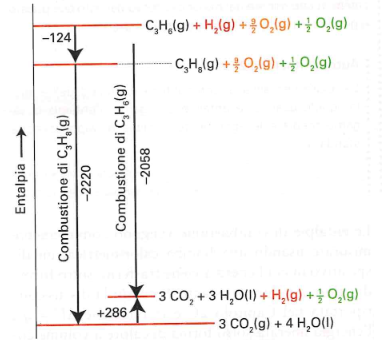 C₃H₆(g) + H₂(g) + 9/2 O₂(g) + 1/2 O₂(g)
−124
C₃H₈(g) + 9/2 O₂(g) + 1/2 O₂(g)
Entalpia →
Combustione di C₃H₈(g)
−2220
Combustione di C₃H₆(g)
−2058
3 CO₂ + 3 H₂O(l) + H₂(g) + 1/2 O₂(g)
+286
3 CO₂(g) + 4 H₂O(l)